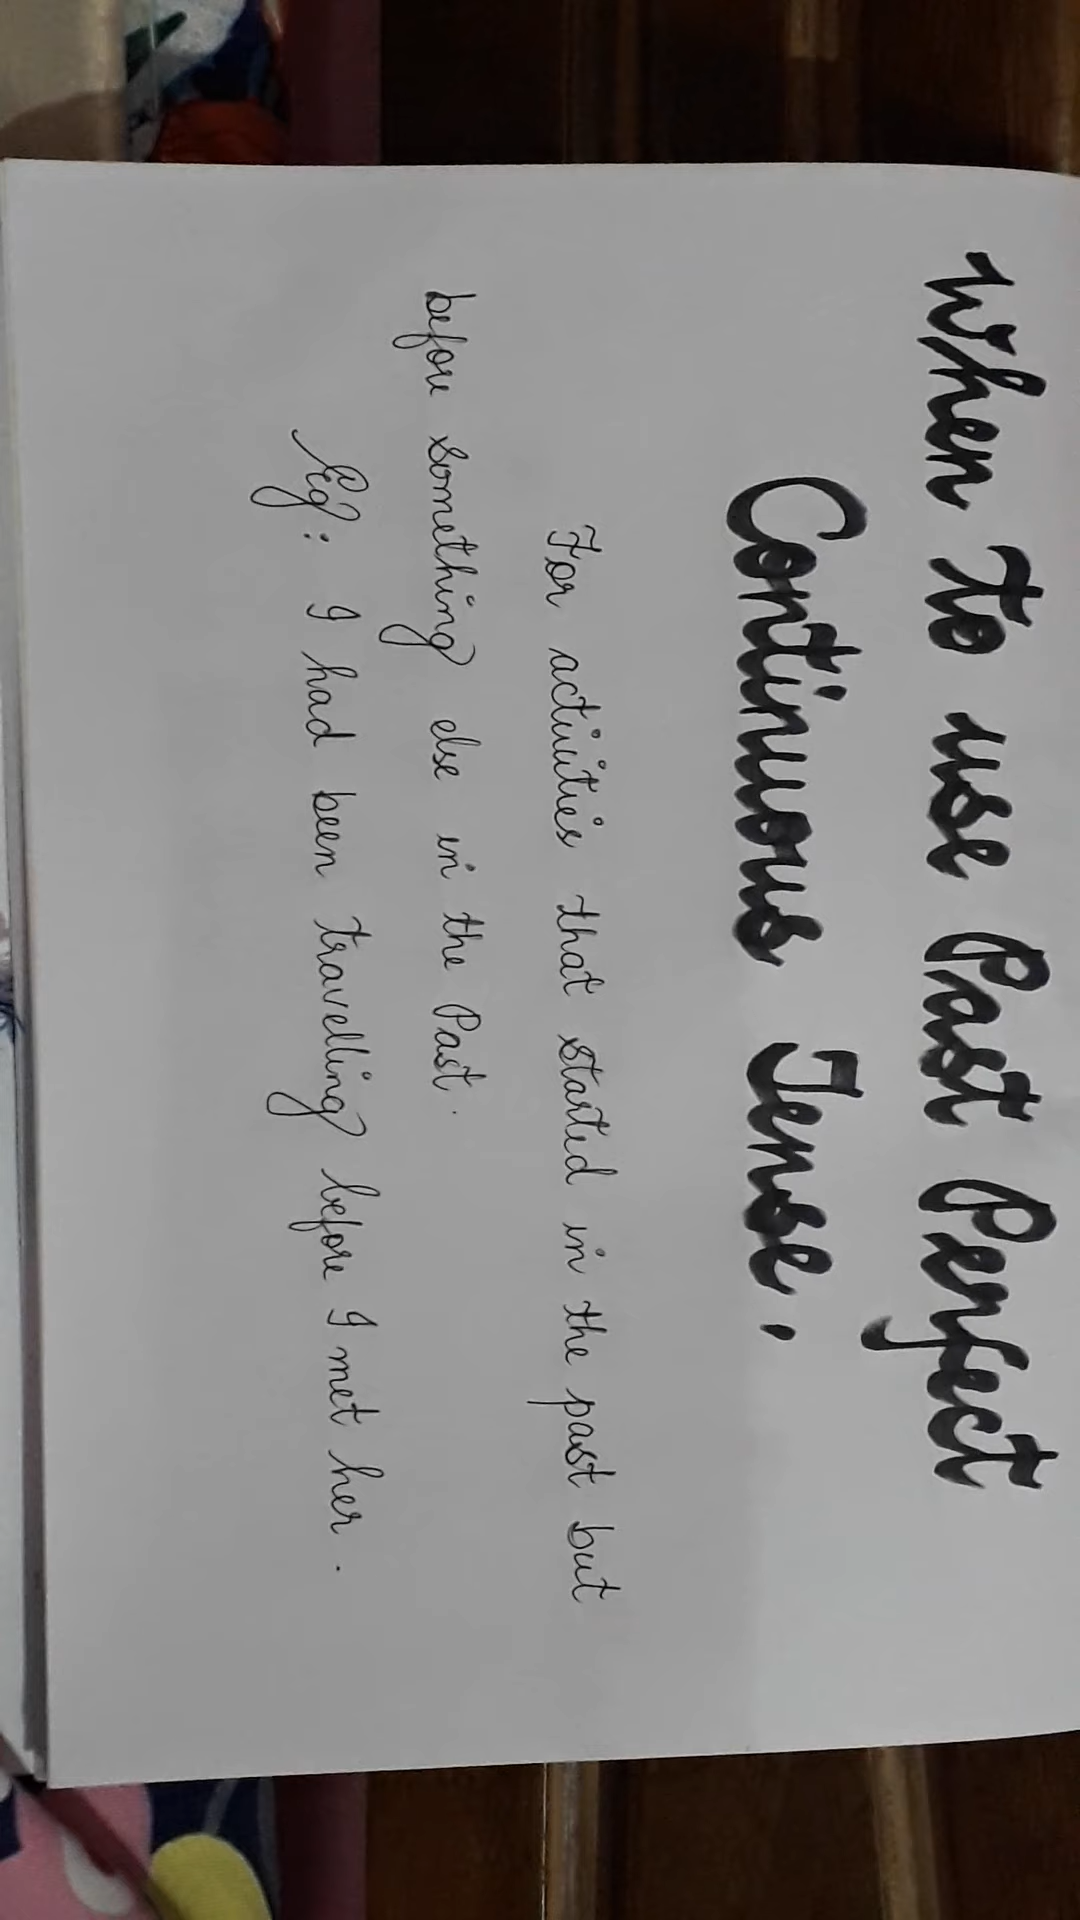 When to use Past Perfect
Continuous Tense.
For activities that started in the past but
before something else in the Past.
Eg: I had been travelling before I met her.